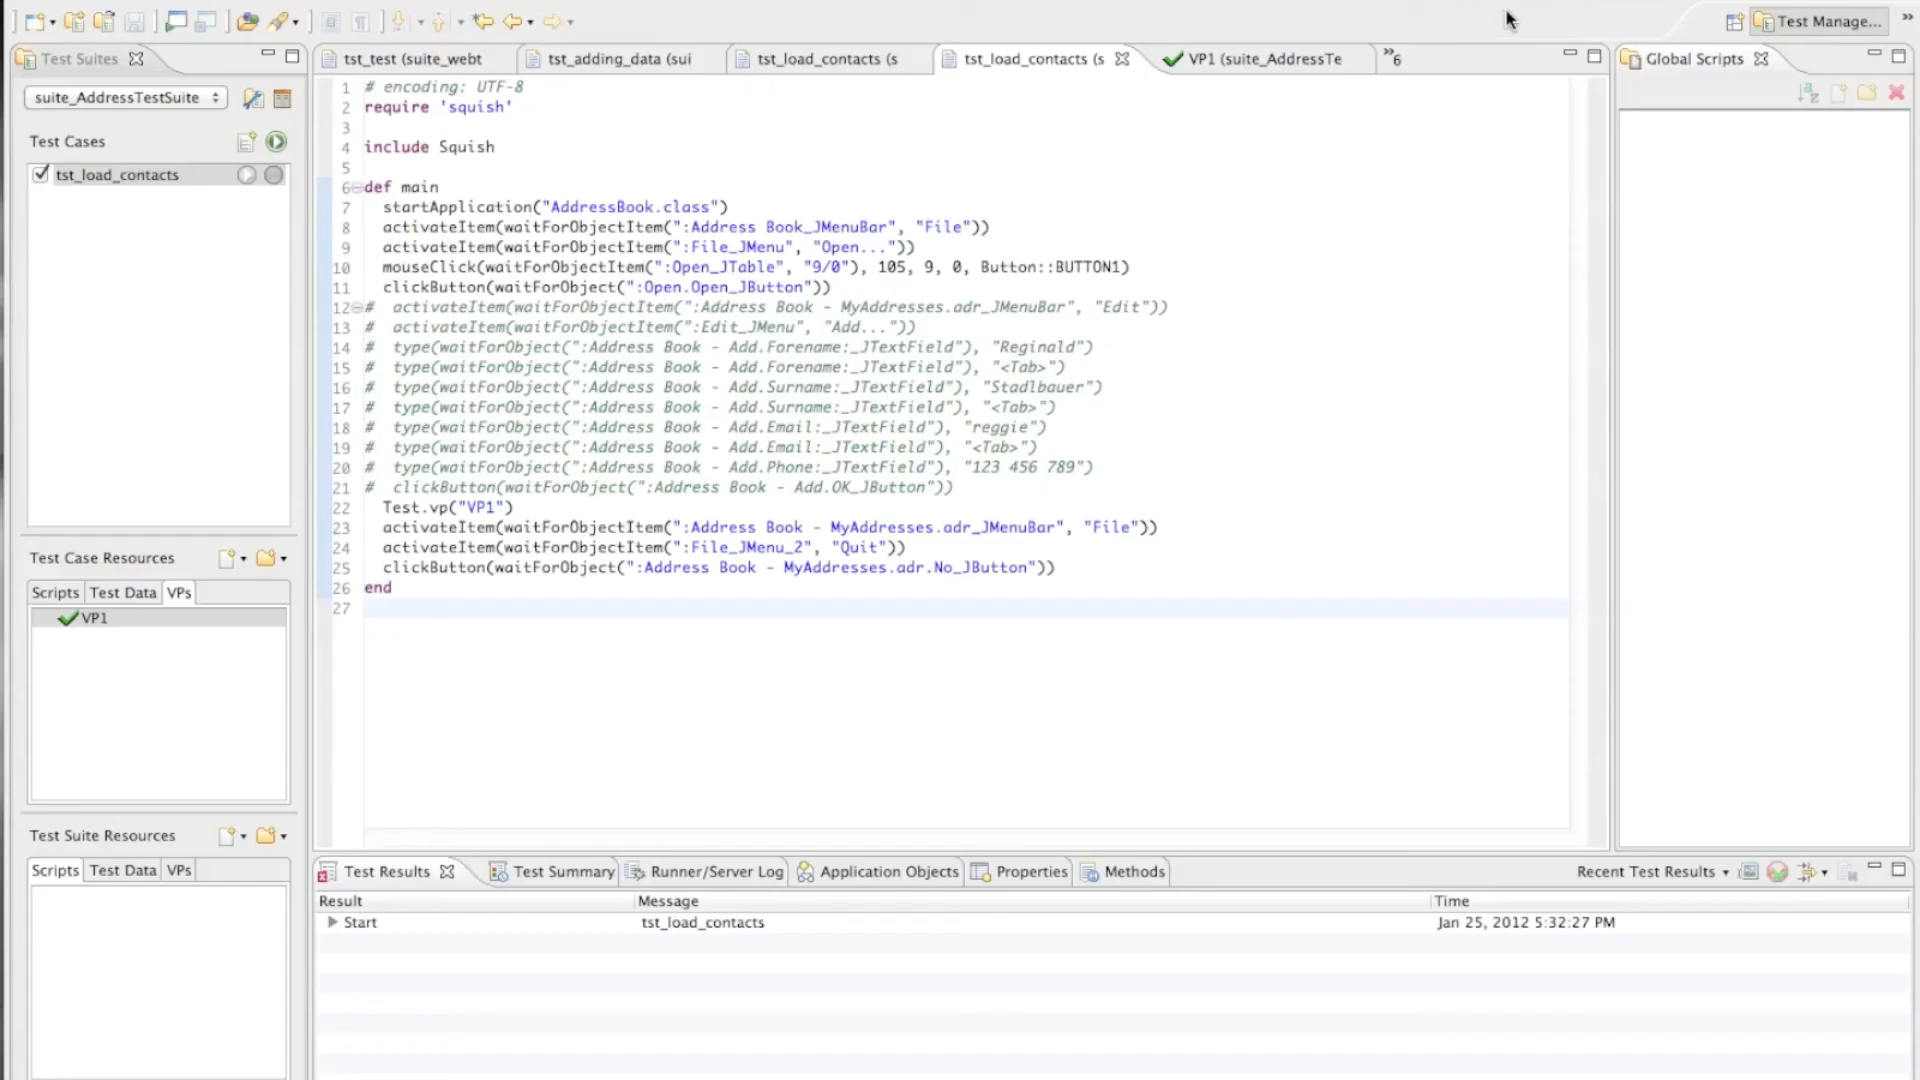 Test Manage...
Test Suites
tst_test (suite_webt
tst_adding_data (sui
tst_load_contacts (s
tst_load_contacts (s
VP1 (suite_AddressTe
»6
Global Scripts
suite_AddressTestSuite
Test Cases
tst_load_contacts
Test Case Resources
Scripts Test Data VPs
VP1
Test Suite Resources
Scripts Test Data VPs
1 # encoding: UTF-8
2 require 'squish'
3
4 include Squish
5
6 def main
7 startApplication("AddressBook.class")
8 activateItem(waitForObjectItem(":Address Book_JMenuBar", "File"))
9 activateItem(waitForObjectItem(":File_JMenu", "Open..."))
10 mouseClick(waitForObjectItem(":Open_JTable", "9/0"), 105, 9, 0, Button::BUTTON1)
11 clickButton(waitForObject(":Open.Open_JButton"))
12 # activateItem(waitForObjectItem(":Address Book - MyAddresses.adr_JMenuBar", "Edit"))
13 # activateItem(waitForObjectItem(":Edit_JMenu", "Add..."))
14 # type(waitForObject(":Address Book - Add.Forename:_JTextField"), "Reginald")
15 # type(waitForObject(":Address Book - Add.Forename:_JTextField"), "<Tab>")
16 # type(waitForObject(":Address Book - Add.Surname:_JTextField"), "Stadlbauer")
17 # type(waitForObject(":Address Book - Add.Surname:_JTextField"), "<Tab>")
18 # type(waitForObject(":Address Book - Add.Email:_JTextField"), "reggie")
19 # type(waitForObject(":Address Book - Add.Email:_JTextField"), "<Tab>")
20 # type(waitForObject(":Address Book - Add.Phone:_JTextField"), "123 456 789")
21 # clickButton(waitForObject(":Address Book - Add.OK_JButton"))
22 Test.vp("VP1")
23 activateItem(waitForObjectItem(":Address Book - MyAddresses.adr_JMenuBar", "File"))
24 activateItem(waitForObjectItem(":File_JMenu_2", "Quit"))
25 clickButton(waitForObject(":Address Book - MyAddresses.adr.No_JButton"))
26 end
27
Test Results
Test Summary
Runner/Server Log
Application Objects
Properties
Methods
Recent Test Results
Result Message Time
Start tst_load_contacts Jan 25, 2012 5:32:27 PM